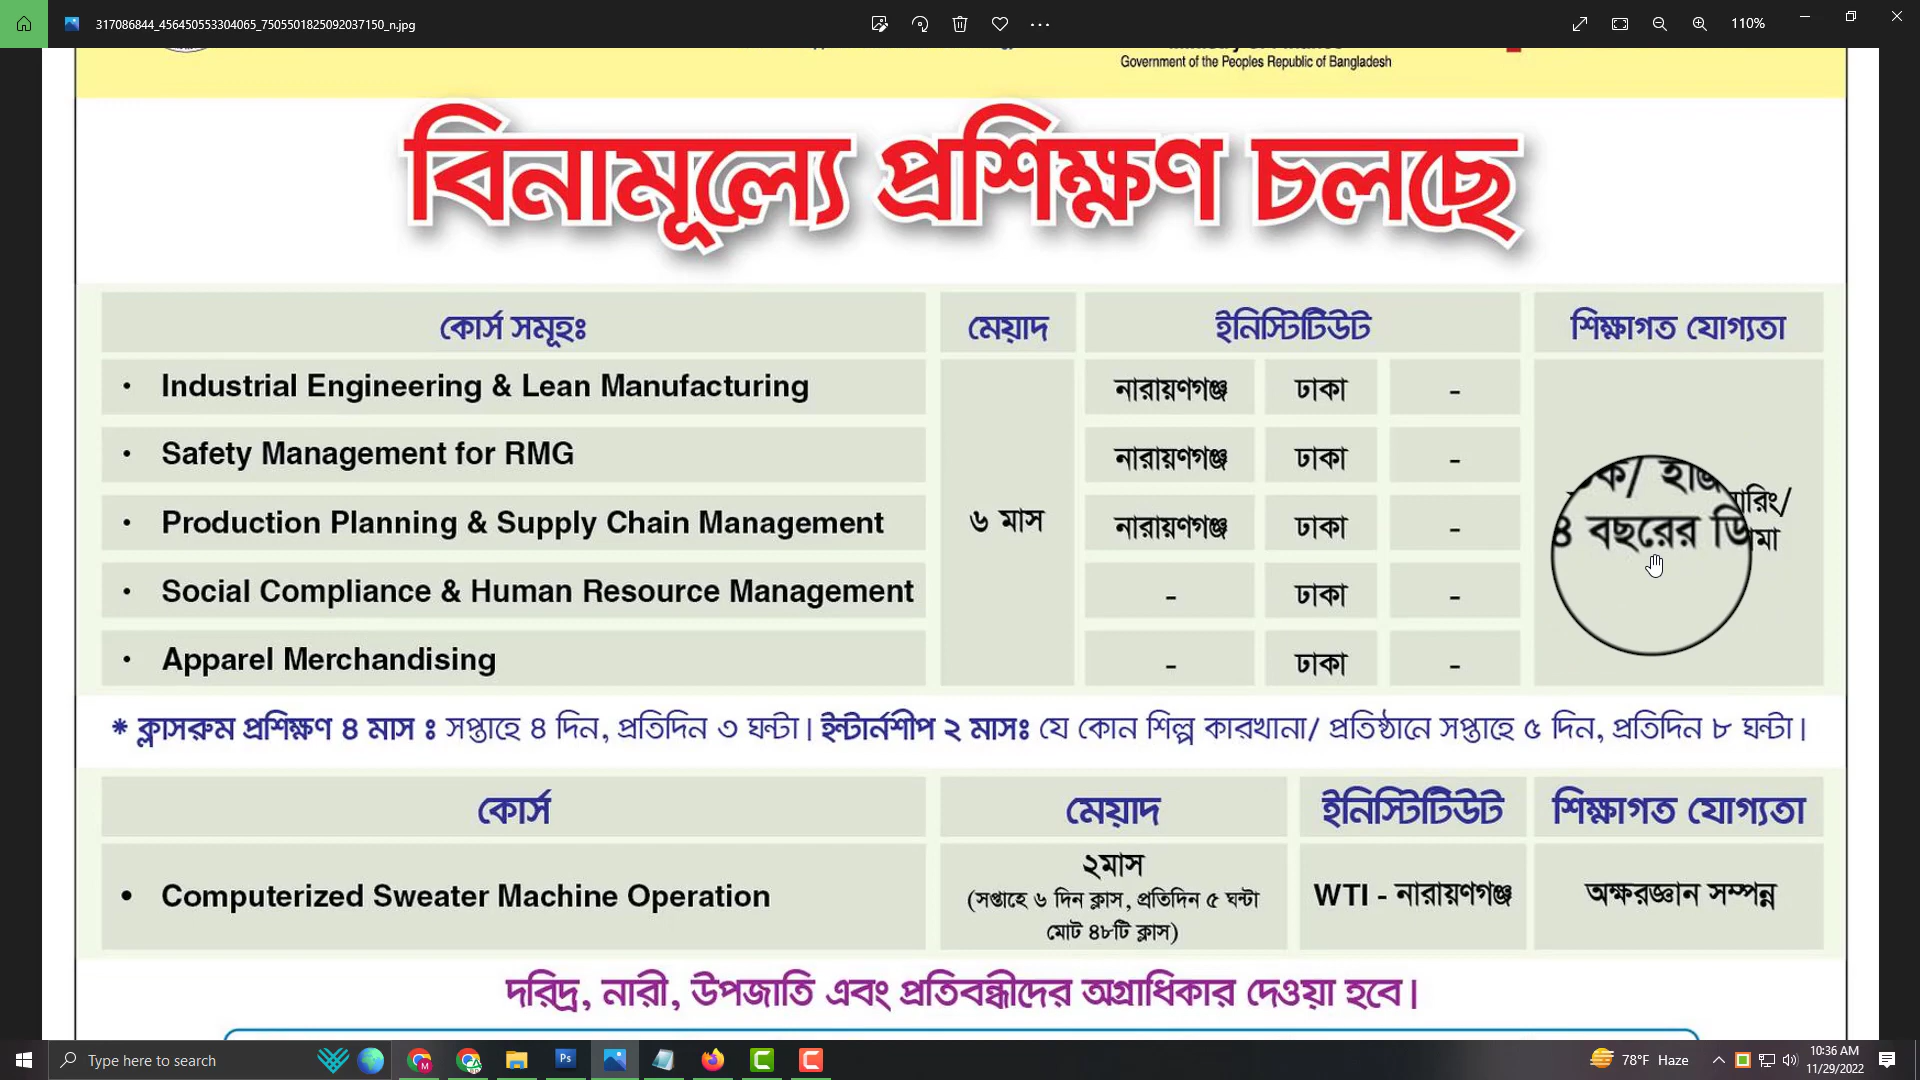 317086844_456450553304065_7505501825092037150_n.jpg
110%
Government of the Peoples Republic of Bangladesh
বিনামূল্যে প্রশিক্ষণ চলছে
কোর্স সমূহঃ মেয়াদ ইনিস্টিটিউট শিক্ষাগত যোগ্যতা
• Industrial Engineering & Lean Manufacturing নারায়ণগঞ্জ ঢাকা -
• Safety Management for RMG নারায়ণগঞ্জ ঢাকা -
• Production Planning & Supply Chain Management ৬ মাস নারায়ণগঞ্জ ঢাকা -
৪ বছরের
• Social Compliance & Human Resource Management - ঢাকা -
• Apparel Merchandising - ঢাকা -
* ক্লাসরুম প্রশিক্ষণ ৪ মাস ঃ সপ্তাহে ৪ দিন, প্রতিদিন ৩ ঘন্টা। ইন্টার্নশীপ ২ মাসঃ যে কোন শিল্প কারখানা/ প্রতিষ্ঠানে সপ্তাহে ৫ দিন, প্রতিদিন ৮ ঘন্টা।
কোর্স মেয়াদ ইনিস্টিটিউট শিক্ষাগত যোগ্যতা
• Computerized Sweater Machine Operation ২মাস WTI - নারায়ণগঞ্জ অক্ষরজ্ঞান সম্পন্ন
(সপ্তাহে ৬ দিন ক্লাস, প্রতিদিন ৫ ঘন্টা
মোট ৪৮টি ক্লাস)
দরিদ্র, নারী, উপজাতি এবং প্রতিবন্ধীদের অগ্রাধিকার দেওয়া হবে।
Type here to search
78°F Haze
10:36 AM
11/29/2022